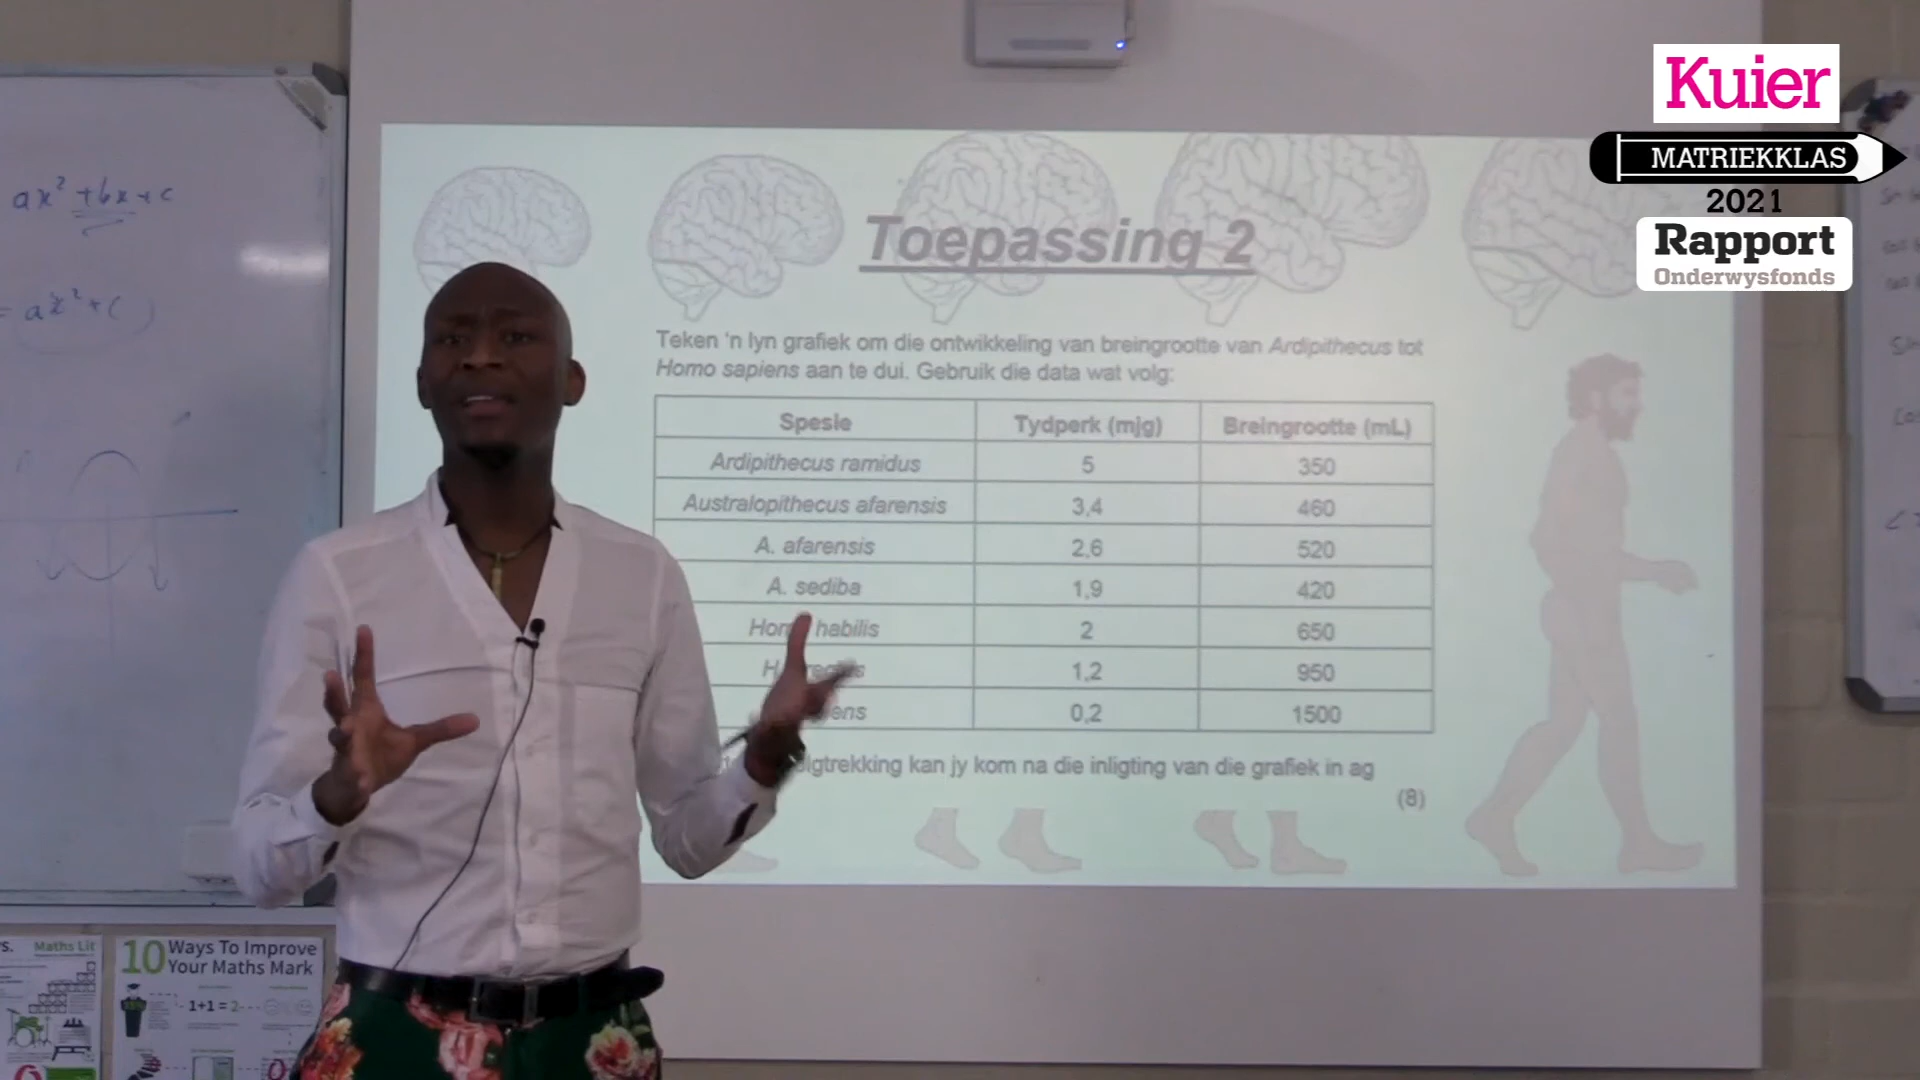 Kuier
MATRIEKKLAS
2021
Rapport
Onderwysfonds
ax² + bx + c
= ax² + c
Toepassing 2
Teken 'n lyn grafiek om die ontwikkeling van breingrootte van Ardipithecus tot
Homo sapiens aan te dui. Gebruik die data wat volg:
Spesie Tydperk (mjg) Breingrootte (mL)
Ardipithecus ramidus 5 350
Australopithecus afarensis 3,4 460
A. afarensis 2,6 520
A. sediba 1,9 420
habilis 2 650
H. 1,2 950
0,2 1500
kan jy kom na die inligting van die grafiek in ag
(8)
Maths Lit
10 Ways To Improve
Your Maths Mark
1+1=2